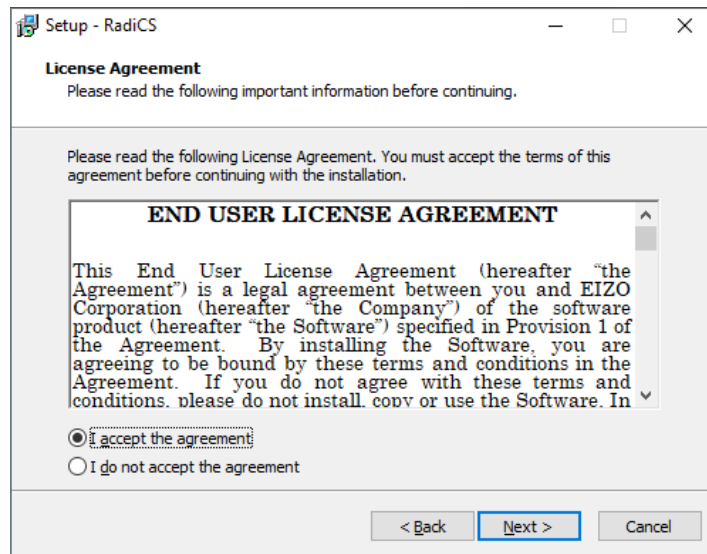 Setup - RadiCS
License Agreement
Please read the following important information before continuing.
Please read the following License Agreement. You must accept the terms of this
agreement before continuing with the installation.
END USER LICENSE AGREEMENT
This End User License Agreement (hereafter “the
Agreement”) is a legal agreement between you and EIZO
Corporation (hereafter “the Company”) of the software
product (hereafter “the Software”) specified in Provision 1 of
the Agreement. By installing the Software, you are
agreeing to be bound by these terms and conditions in the
Agreement. If you do not agree with these terms and
conditions, please do not install, copy or use the Software. In
I accept the agreement
I do not accept the agreement
< Back
Next >
Cancel